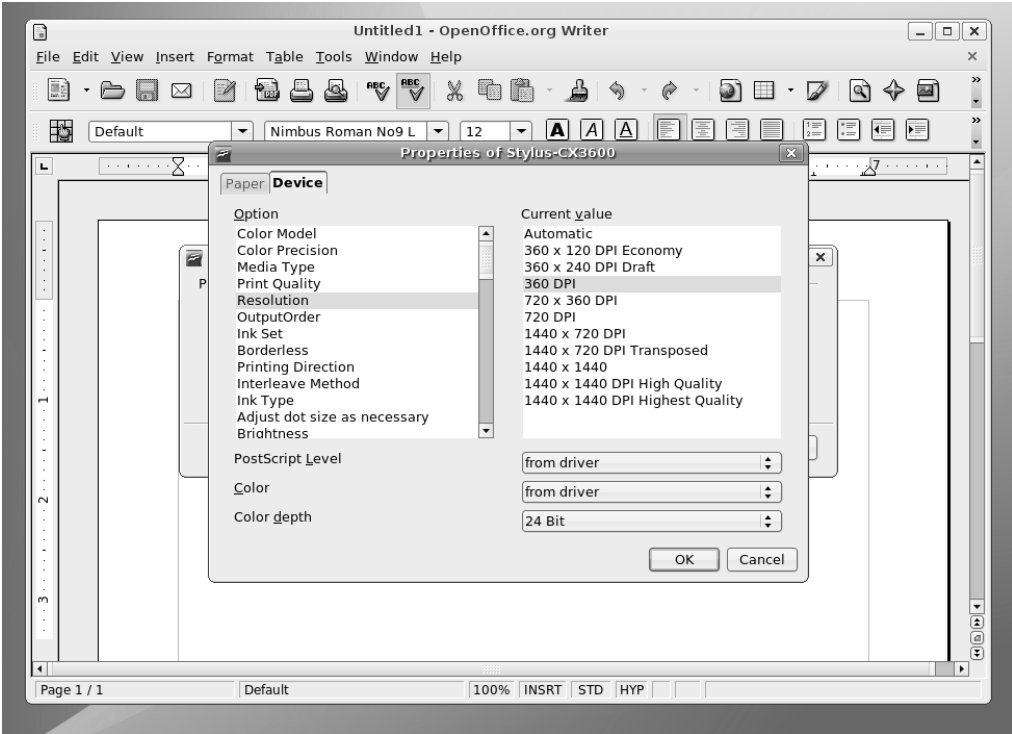 Untitled1 - OpenOffice.org Writer
File Edit View Insert Format Table Tools Window Help
Default Nimbus Roman No9 L 12
Properties of Stylus-CX3600
7
Paper Device
Option Current value
Color Model Automatic
Color Precision 360 x 120 DPI Economy
Media Type 360 x 240 DPI Draft
Print Quality 360 DPI
Resolution 720 x 360 DPI
OutputOrder 720 DPI
Ink Set 1440 x 720 DPI
Borderless 1440 x 720 DPI Transposed
Printing Direction 1440 x 1440
Interleave Method 1440 x 1440 DPI High Quality
Ink Type 1440 x 1440 DPI Highest Quality
Adjust dot size as necessary
Brightness
PostScript Level from driver
Color from driver
Color depth 24 Bit
OK Cancel
1
2
3
Page 1 / 1 Default 100% INSRT STD HYP